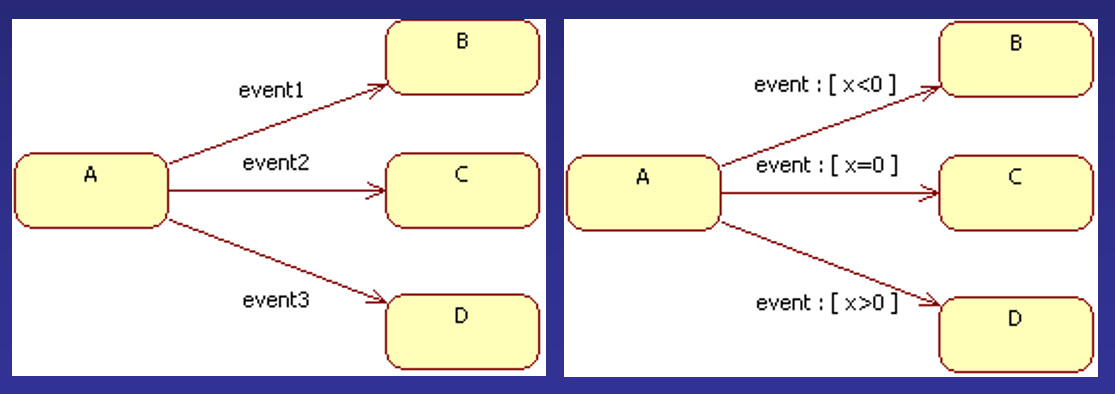 B
event1
A
event2
C
event3
D
B
event : [ x<0 ]
A
event : [ x=0 ]
C
event : [ x>0 ]
D